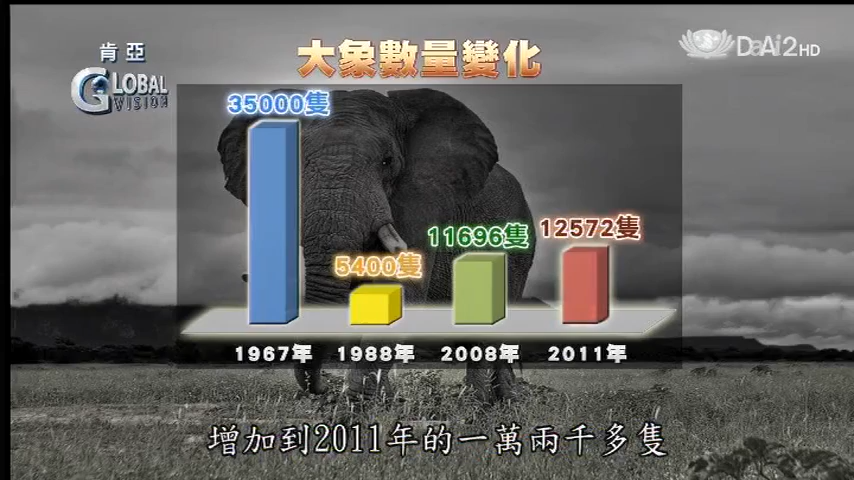 肯亞
GLOBAL
VISION
大象數量變化
DaAi2HD
35000隻
5400隻
11696隻
12572隻
1967年 1988年 2008年 2011年
增加到2011年的一萬兩千多隻